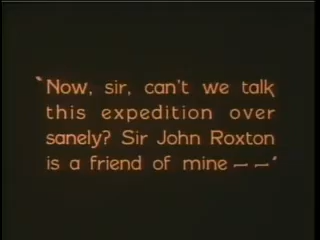 'Now, sir, can't we talk
this expedition over
sanely? Sir John Roxton
is a friend of mine — —'